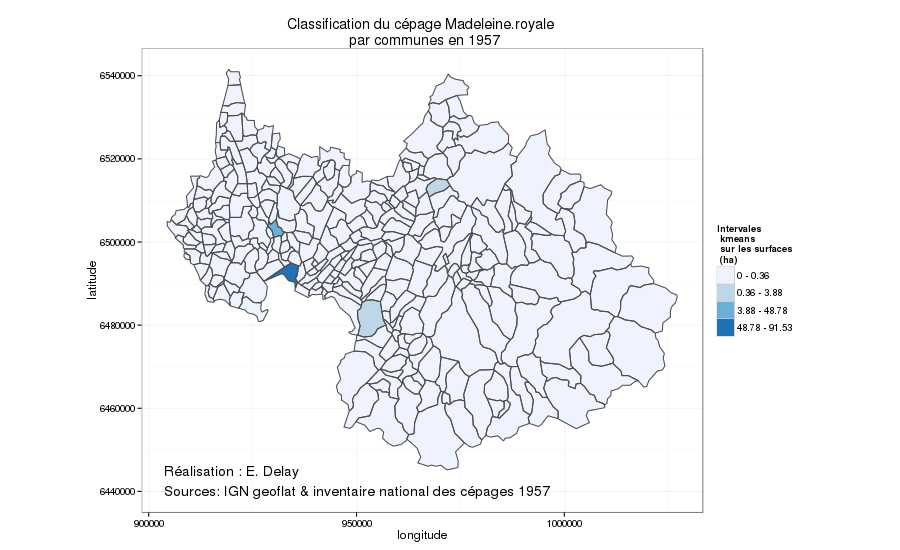 Classification du cépage Madeleine.royale
par communes en 1957
6540000
6520000
6500000
6480000
6460000
6440000
latitude
900000
950000
1000000
longitude
Réalisation : E. Delay
Sources: IGN geoflat & inventaire national des cépages 1957
Intervales
kmeans
sur les surfaces
(ha)
0 - 0.36
0.36 - 3.88
3.88 - 48.78
48.78 - 91.53